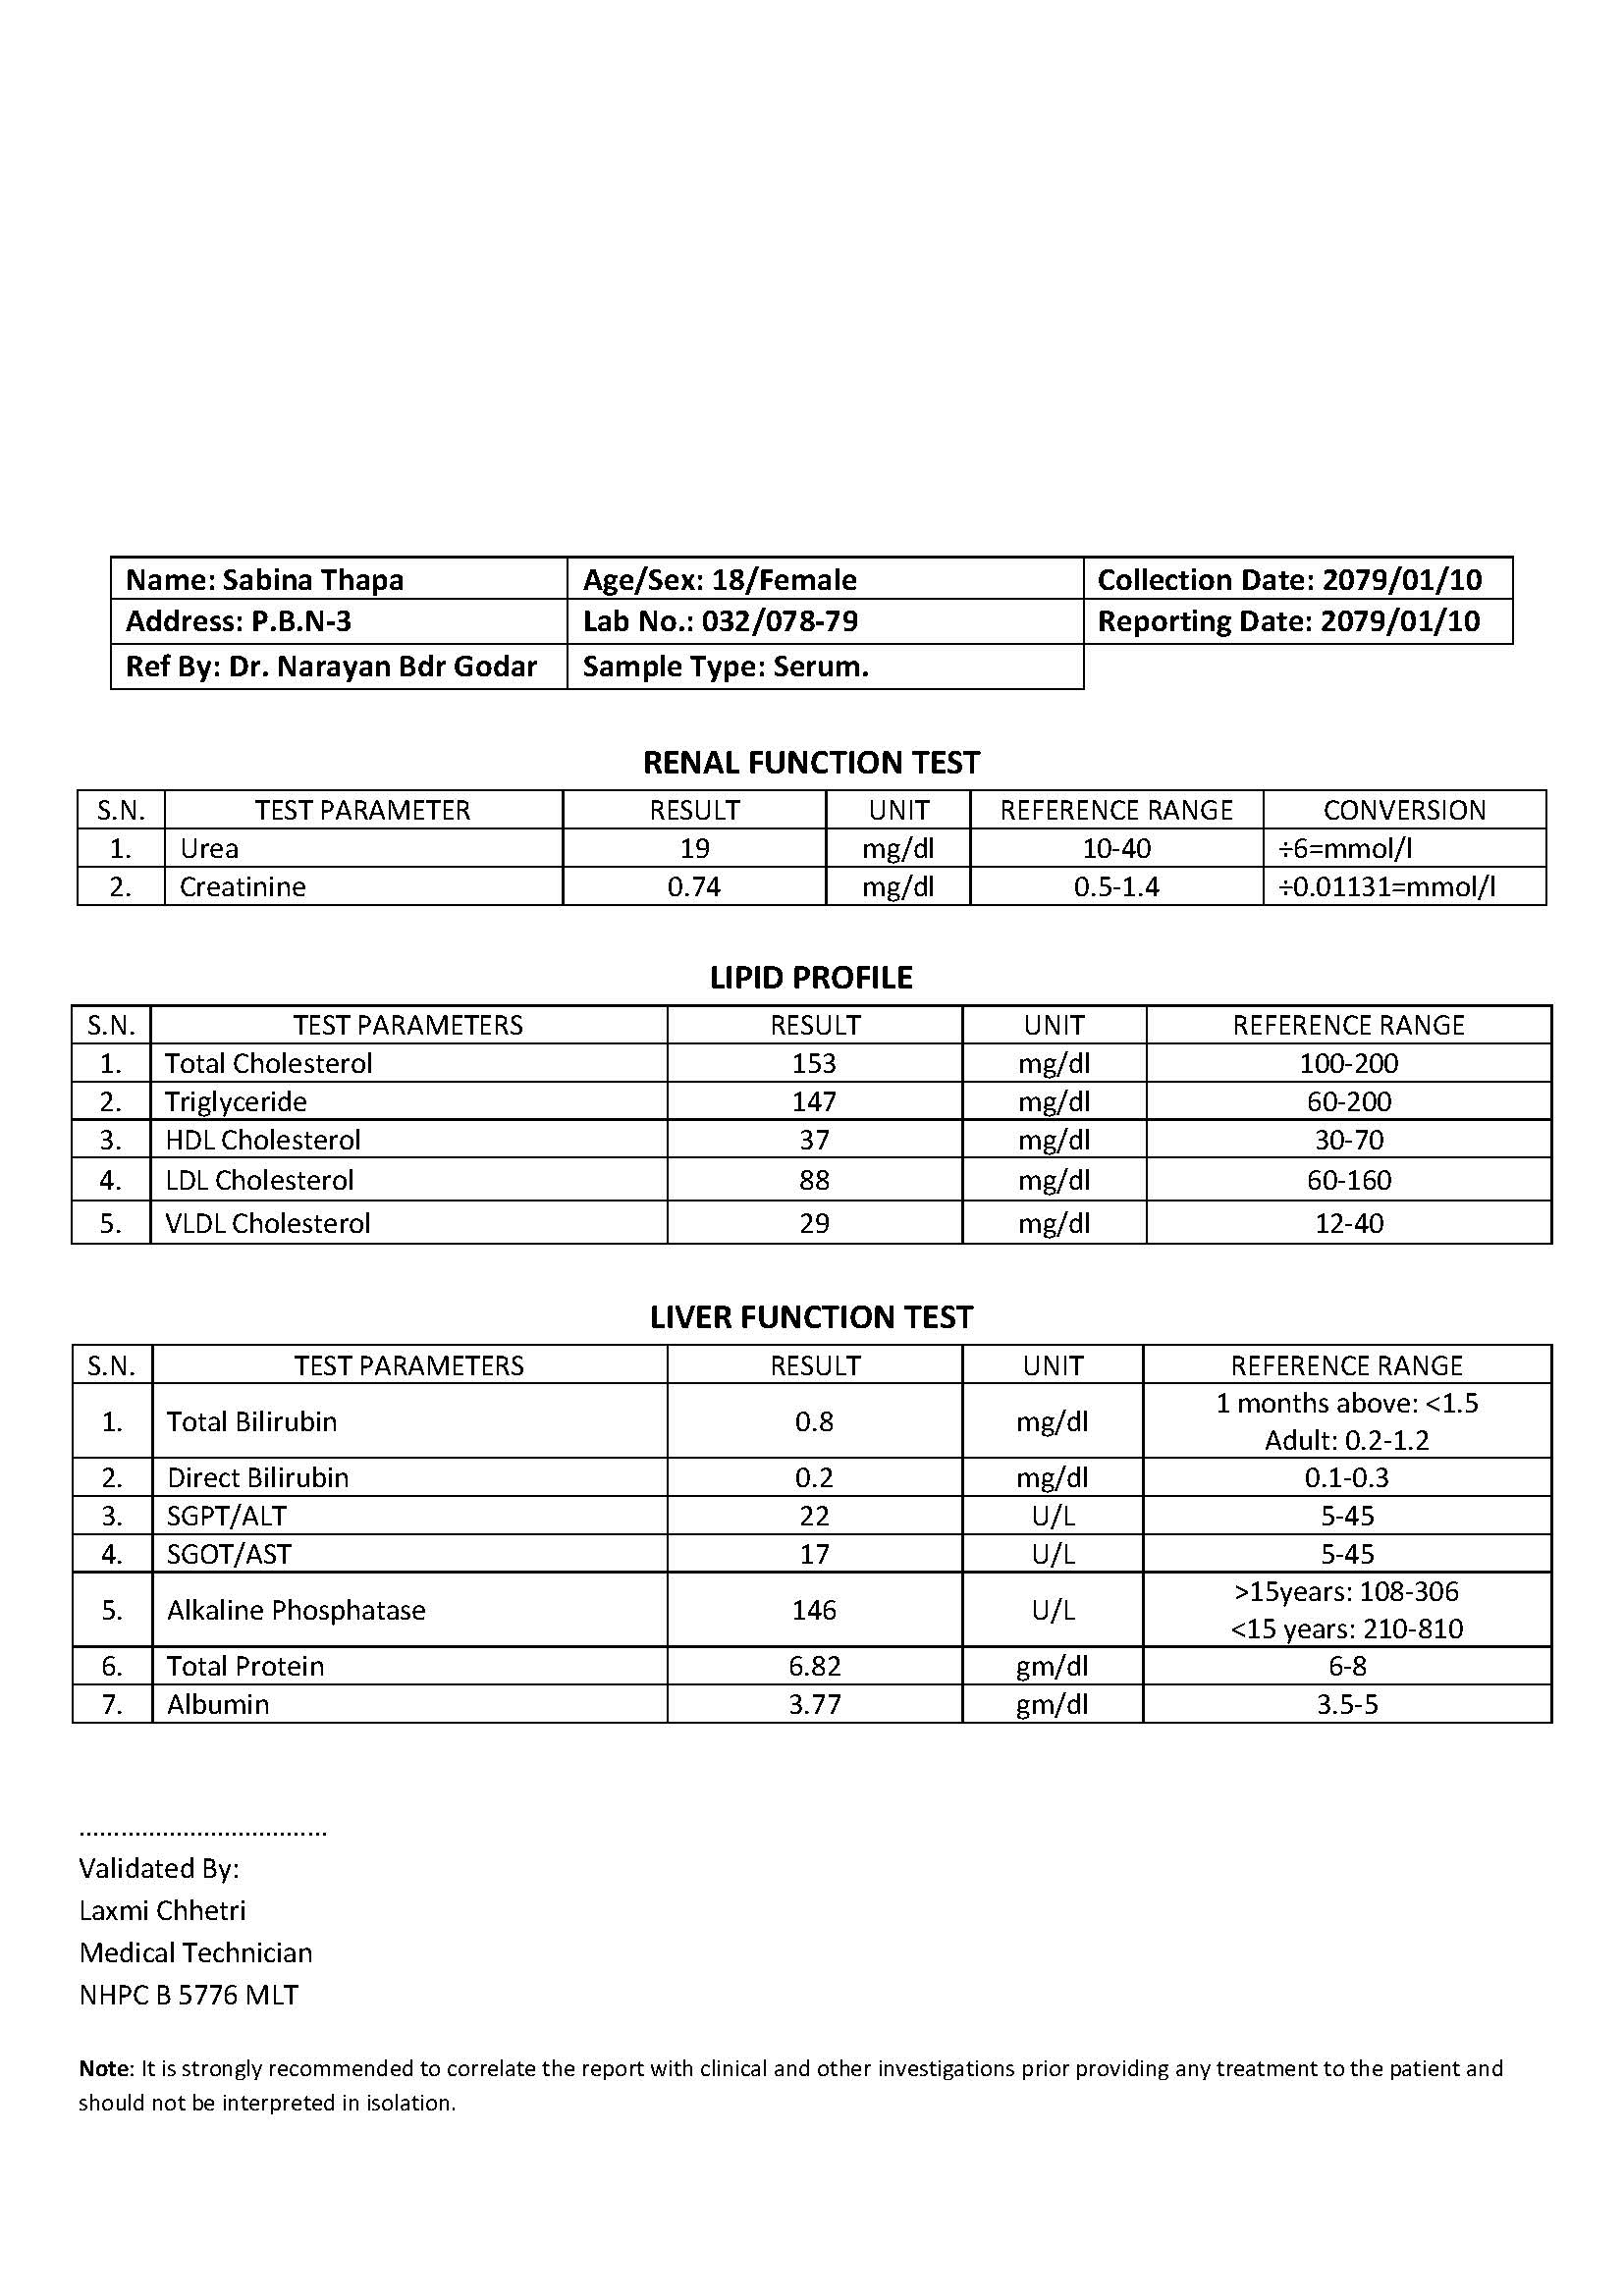 Name: Sabina Thapa Age/Sex: 18/Female Collection Date: 2079/01/10
Address: P.B.N-3 Lab No.: 032/078-79 Reporting Date: 2079/01/10
Ref By: Dr. Narayan Bdr Godar Sample Type: Serum.
RENAL FUNCTION TEST
S.N. TEST PARAMETER RESULT UNIT REFERENCE RANGE CONVERSION
1. Urea 19 mg/dl 10-40 ÷6=mmol/l
2. Creatinine 0.74 mg/dl 0.5-1.4 ÷0.01131=mmol/l
LIPID PROFILE
S.N. TEST PARAMETERS RESULT UNIT REFERENCE RANGE
1. Total Cholesterol 153 mg/dl 100-200
2. Triglyceride 147 mg/dl 60-200
3. HDL Cholesterol 37 mg/dl 30-70
4. LDL Cholesterol 88 mg/dl 60-160
5. VLDL Cholesterol 29 mg/dl 12-40
LIVER FUNCTION TEST
S.N. TEST PARAMETERS RESULT UNIT REFERENCE RANGE
1. Total Bilirubin 0.8 mg/dl 1 months above: <1.5
Adult: 0.2-1.2
2. Direct Bilirubin 0.2 mg/dl 0.1-0.3
3. SGPT/ALT 22 U/L 5-45
4. SGOT/AST 17 U/L 5-45
5. Alkaline Phosphatase 146 U/L >15years: 108-306
<15 years: 210-810
6. Total Protein 6.82 gm/dl 6-8
7. Albumin 3.77 gm/dl 3.5-5
....................................
Validated By:
Laxmi Chhetri
Medical Technician
NHPC B 5776 MLT
Note: It is strongly recommended to correlate the report with clinical and other investigations prior providing any treatment to the patient and
should not be interpreted in isolation.